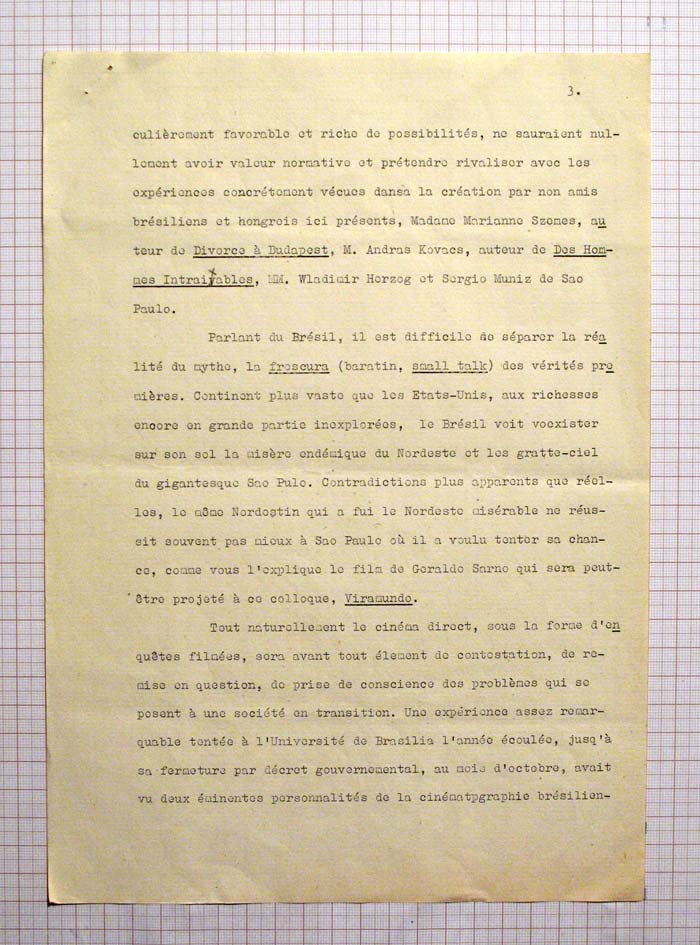 3.
culièrement favorable et riche de possibilités, ne sauraient nul-
lement avoir valeur normative et prétendre rivaliser avec les
expériences concrétement vécues dansa la création par non amis
brésiliens et hongrois ici présents, Madame Marianne Szemes, au
teur de Divorce à Budapest, M. Andras Kovacs, auteur de Des Hom-
mes Intraitables, MM. Wladimir Herzog et Sergio Muniz de Sao
Paulo.
Parlant du Brésil, il est difficile de séparer la réa
lité du mythe, la frescura (baratin, small talk) des vérités pre
mières. Continent plus vaste que les Etats-Unis, aux richesses
encore en grande partie inexplorées, le Brésil voit voexister
sur son sol la misère endémique du Nordeste et les gratte-ciel
du gigantesque Sao Pulo. Contradictions plus apparents que réel-
les, le même Nordestin qui a fui le Nordeste misérable ne réus-
sit souvent pas mieux à Sao Paulo où il a voulu tenter sa chan-
ce, comme vous l'explique le film de Geraldo Sarno qui sera peut-
être projeté à ce colloque, Viramundo.
Tout naturellement le cinéma direct, sous la forme d'en
quêtes filmées, sera avant tout élement de contestation, de re-
mise en question, de prise de conscience des problèmes qui se
posent à une société en transition. Une expérience assez remar-
quable tentée à l'Université de Brasilia l'année écoulée, jusqu'à
sa fermeture par décret gouvernemental, au mois d'octobre, avait
vu deux éminentes personnalités de la cinématpgraphie brésilien-